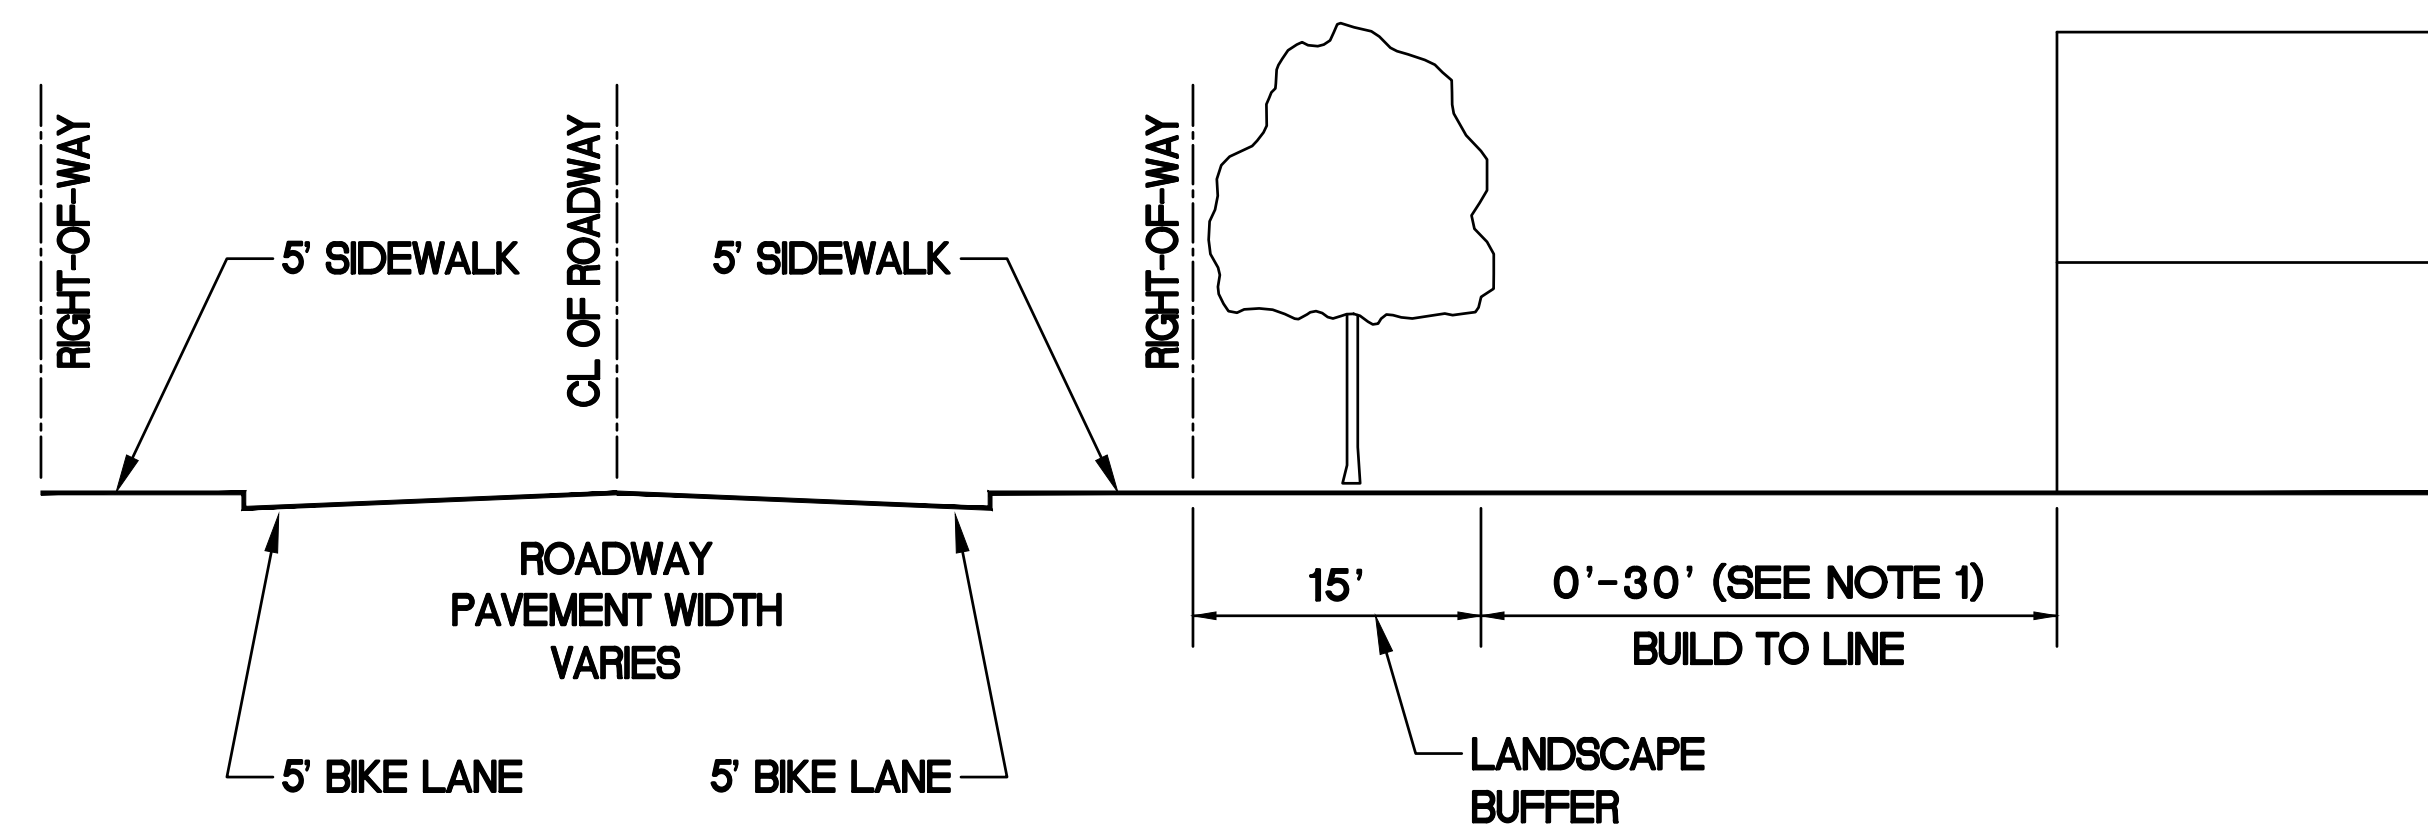 RIGHT-OF-WAY
CL OF ROADWAY
RIGHT-OF-WAY
5' SIDEWALK
5' SIDEWALK
ROADWAY
PAVEMENT WIDTH
VARIES
15'
0'-30' (SEE NOTE 1)
BUILD TO LINE
5' BIKE LANE
5' BIKE LANE
LANDSCAPE
BUFFER